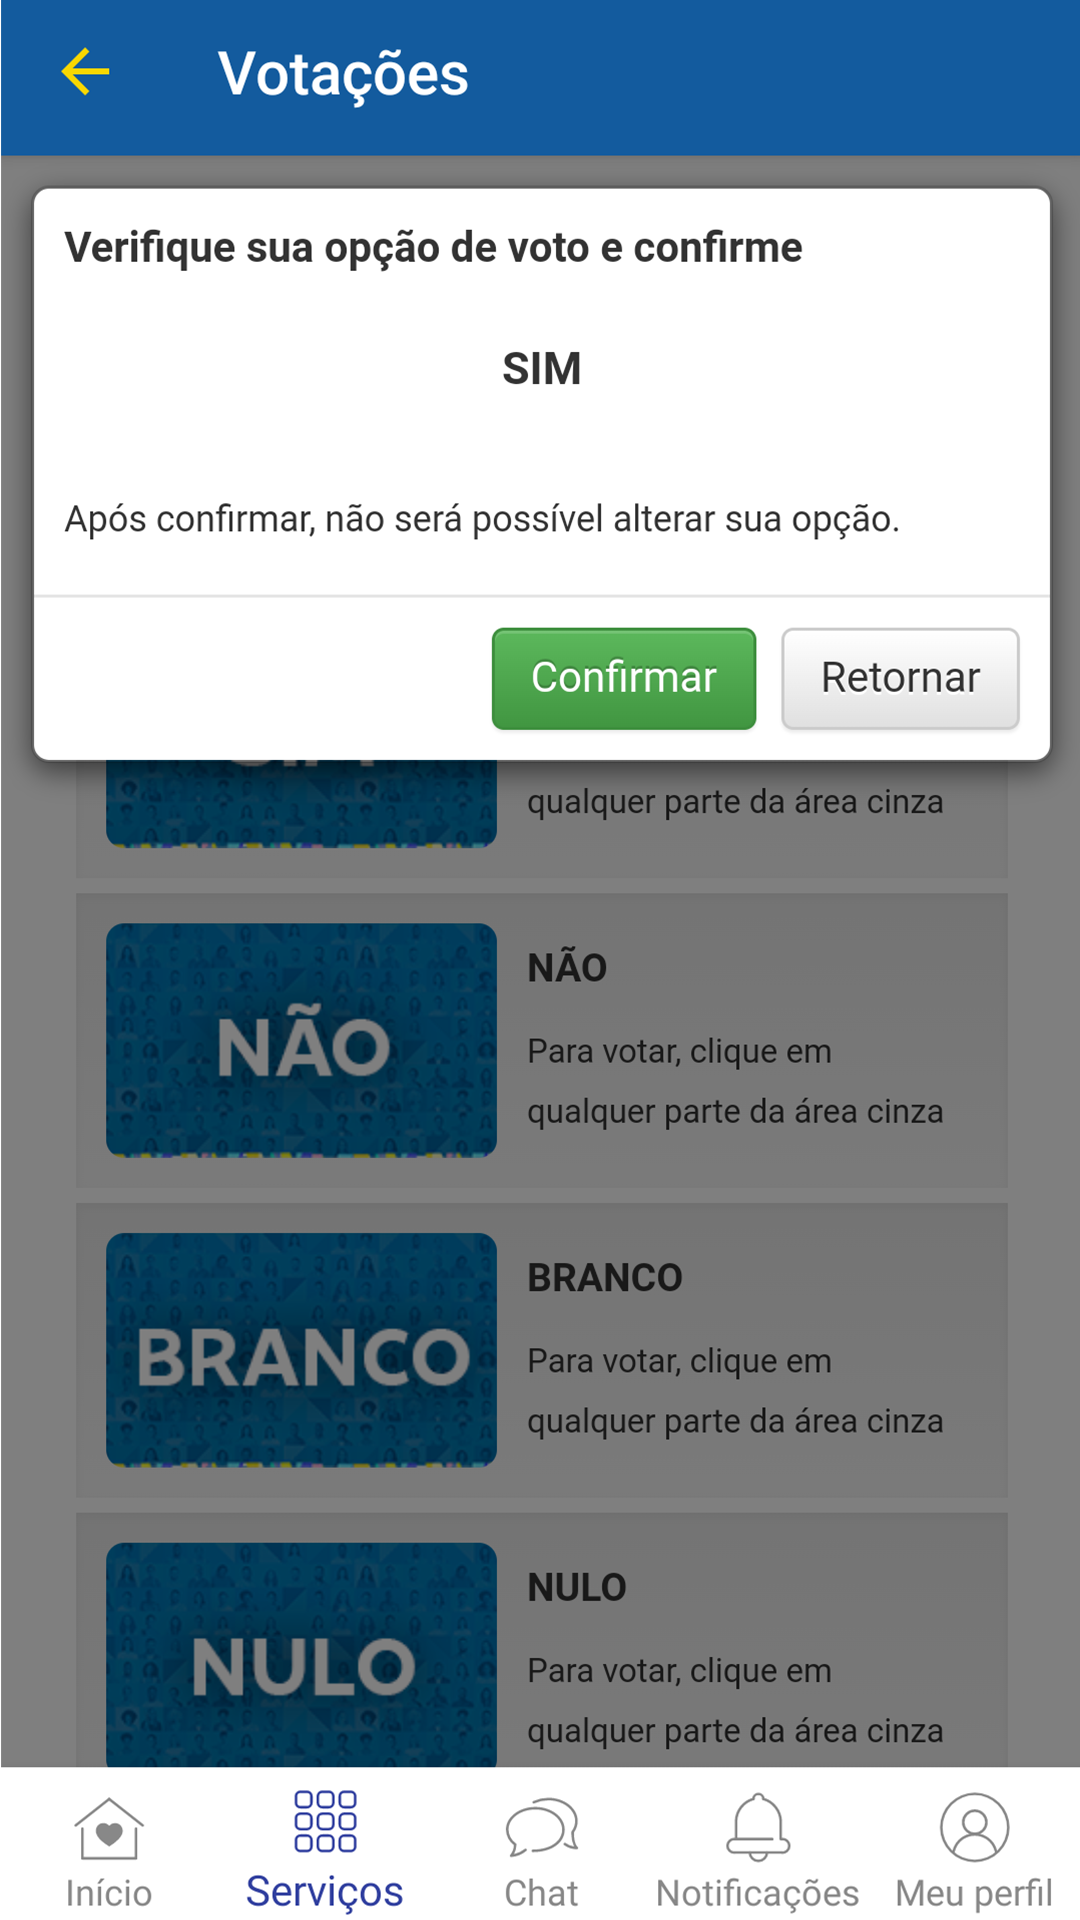 Votações
Verifique sua opção de voto e confirme
SIM
Após confirmar, não será possível alterar sua opção.
Confirmar
Retornar
qualquer parte da área cinza
NÃO
NÃO
Para votar, clique em
qualquer parte da área cinza
BRANCO
BRANCO
Para votar, clique em
qualquer parte da área cinza
NULO
NULO
Para votar, clique em
qualquer parte da área cinza
Início
Serviços
Chat
Notificações
Meu perfil